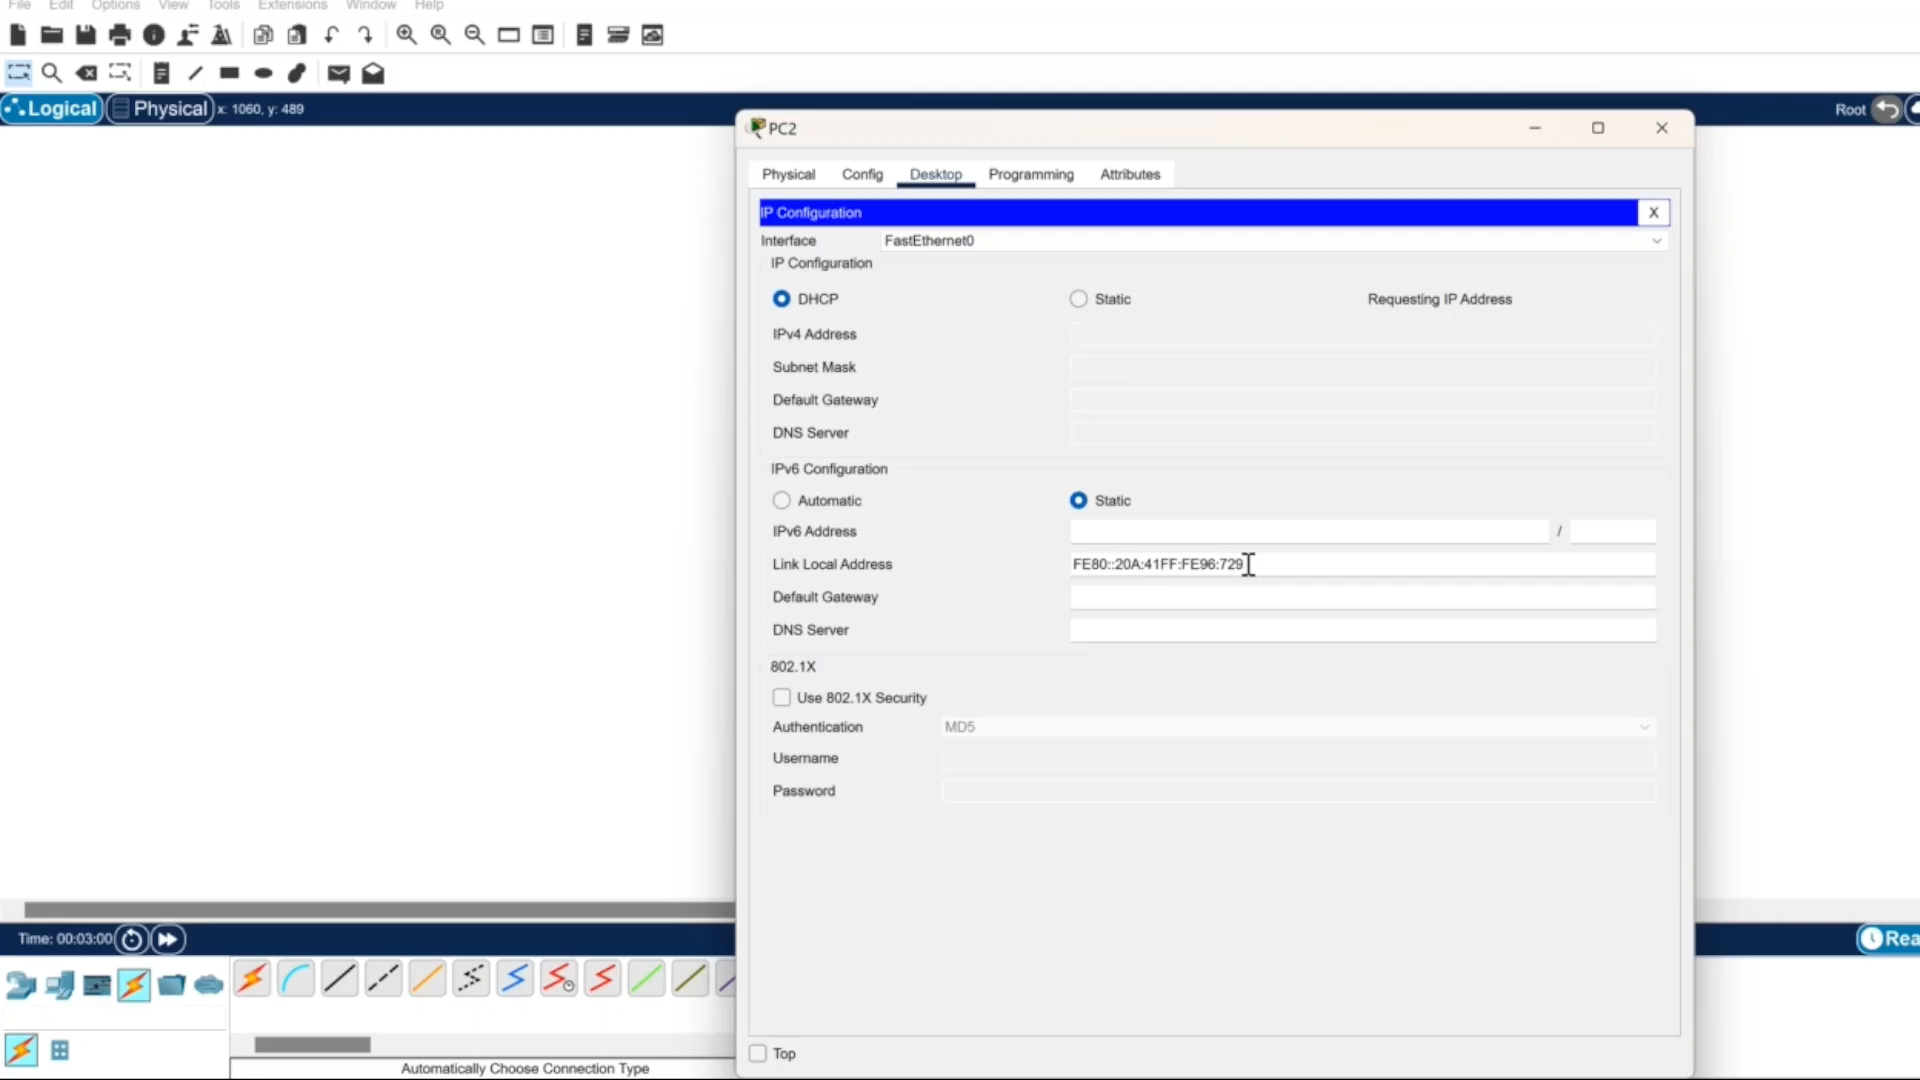 File Edit Options View Tools Extensions Window Help
Logical Physical x: 1060, y: 489 Root
PC2
Physical Config Desktop Programming Attributes
IP Configuration X
Interface FastEthernet0
IP Configuration
DHCP Static Requesting IP Address
IPv4 Address
Subnet Mask
Default Gateway
DNS Server
IPv6 Configuration
Automatic Static
IPv6 Address /
Link Local Address FE80::20A:41FF:FE96:729
Default Gateway
DNS Server
802.1X
Use 802.1X Security
Authentication MD5
Username
Password
Time: 00:03:00 Rea
Automatically Choose Connection Type
Top